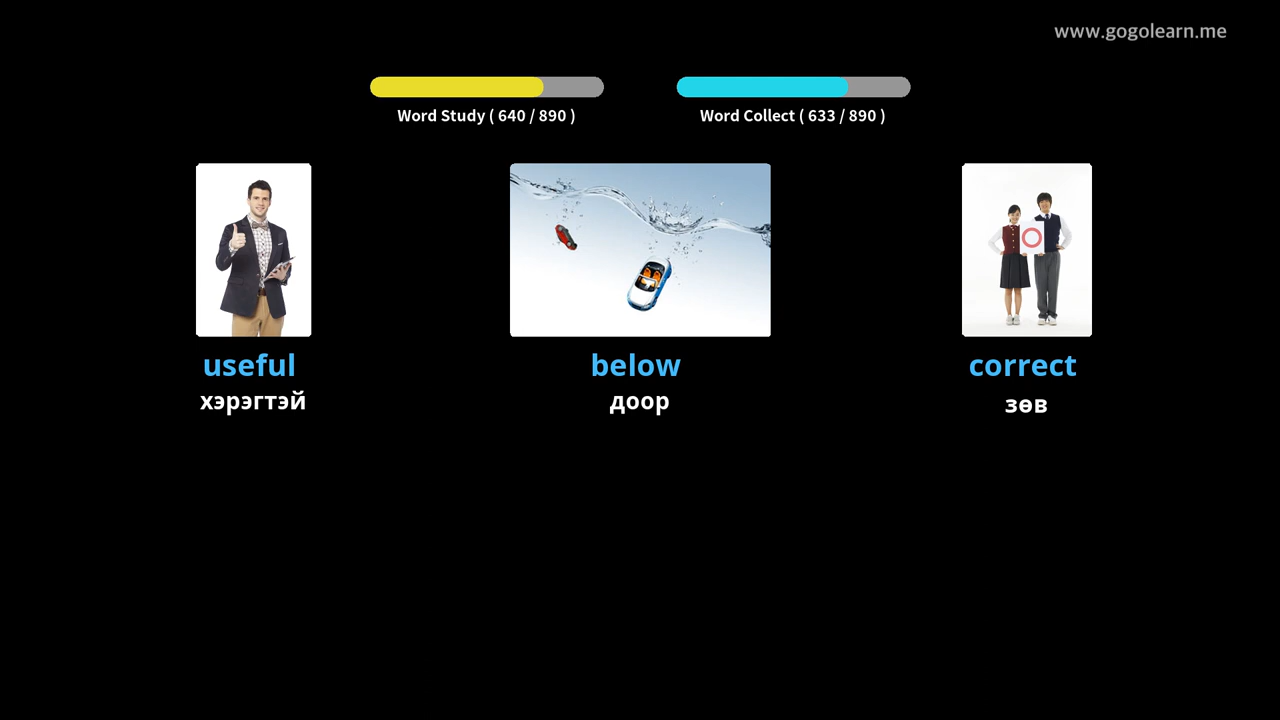 www.gogolearn.me
Word Study ( 640 / 890 )
Word Collect ( 633 / 890 )
useful
хэрэгтэй
below
доор
correct
зөв